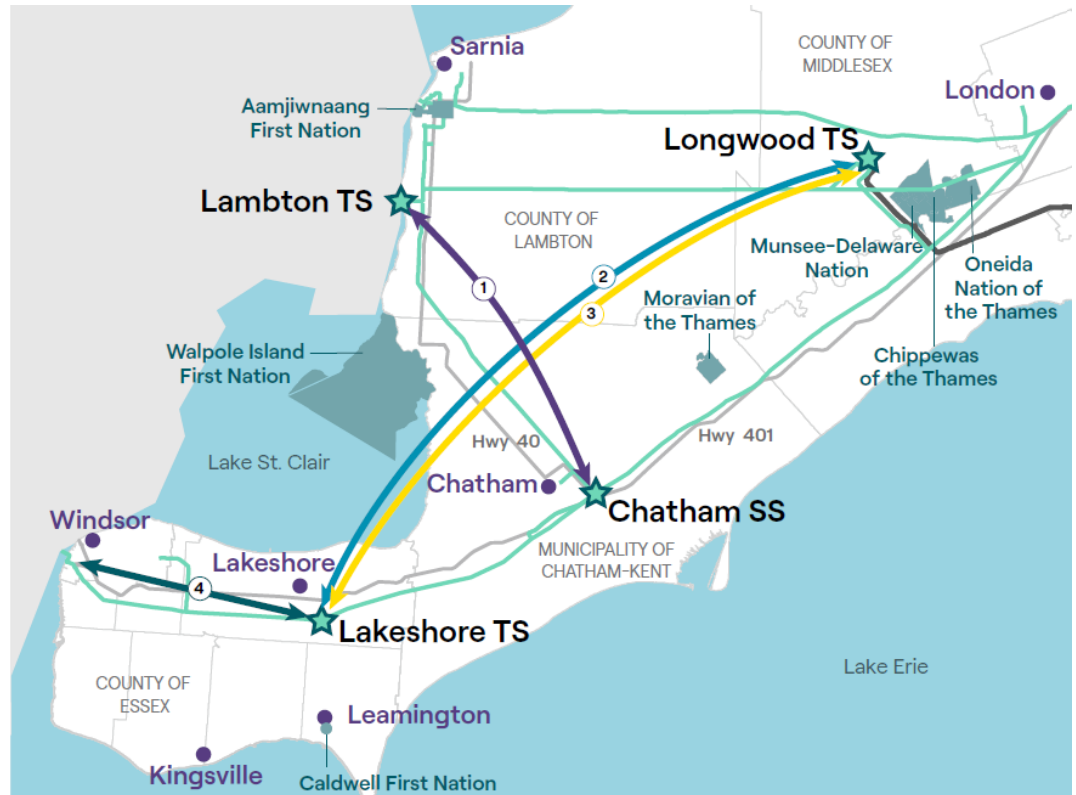 Sarnia
COUNTY OF
MIDDLESEX
London
Aamjiwnaang
First Nation
Longwood TS
Lambton TS
COUNTY OF
LAMBTON
Munsee-Delaware
Nation
Oneida
Nation of
the Thames
1
2
3
Moravian of
the Thames
Walpole Island
First Nation
Chippewas
of the Thames
Hwy 40
Hwy 401
Lake St. Clair
Chatham
Chatham SS
Windsor
MUNICIPALITY OF
CHATHAM-KENT
Lakeshore
4
Lakeshore TS
Lake Erie
COUNTY OF
ESSEX
Leamington
Kingsville
Caldwell First Nation